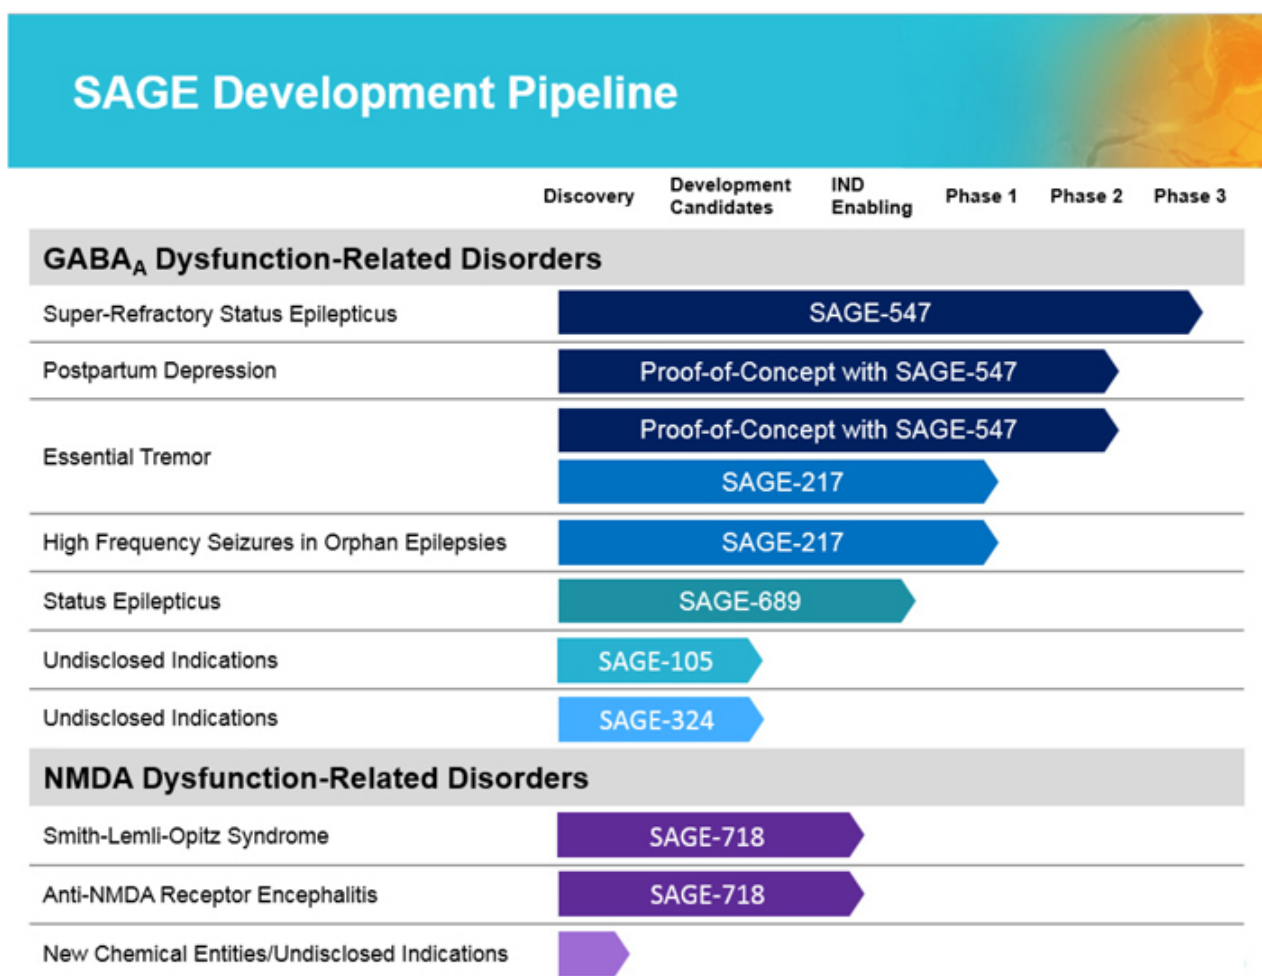 SAGE Development Pipeline
Discovery
Development
Candidates
IND
Enabling
Phase 1
Phase 2
Phase 3
GABAA Dysfunction-Related Disorders
Super-Refractory Status Epilepticus
SAGE-547
Postpartum Depression
Proof-of-Concept with SAGE-547
Essential Tremor
Proof-of-Concept with SAGE-547
SAGE-217
High Frequency Seizures in Orphan Epilepsies
SAGE-217
Status Epilepticus
SAGE-689
Undisclosed Indications
SAGE-105
Undisclosed Indications
SAGE-324
NMDA Dysfunction-Related Disorders
Smith-Lemli-Opitz Syndrome
SAGE-718
Anti-NMDA Receptor Encephalitis
SAGE-718
New Chemical Entities/Undisclosed Indications